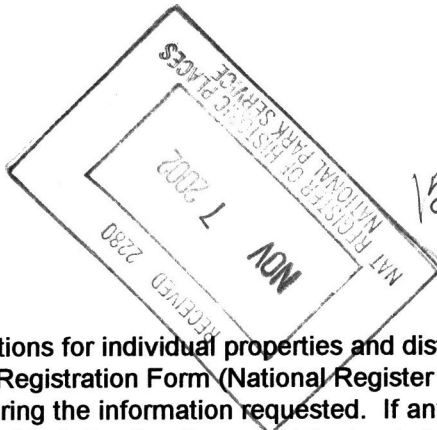 RECEIVED 2280
NOV 7 2002
NAT REGISTER OF HISTORIC PLACES
NATIONAL PARK SERVICE
tions for individual properties and dis
Registration Form (National Register
ring the information requested. If an